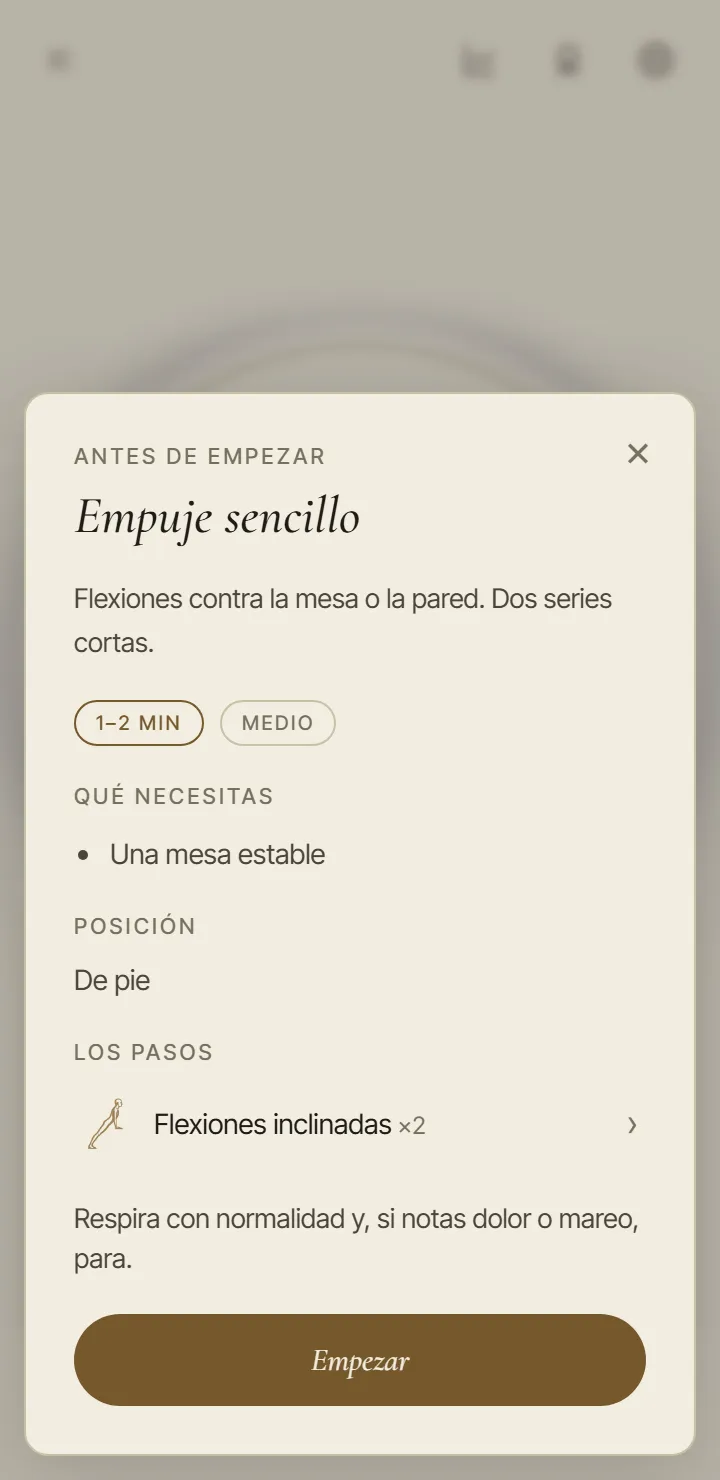 ANTES DE EMPEZAR
Empuje sencillo
Flexiones contra la mesa o la pared. Dos series
cortas.
1–2 MIN
MEDIO
QUÉ NECESITAS
• Una mesa estable
POSICIÓN
De pie
LOS PASOS
Flexiones inclinadas ×2
Respira con normalidad y, si notas dolor o mareo,
para.
Empezar